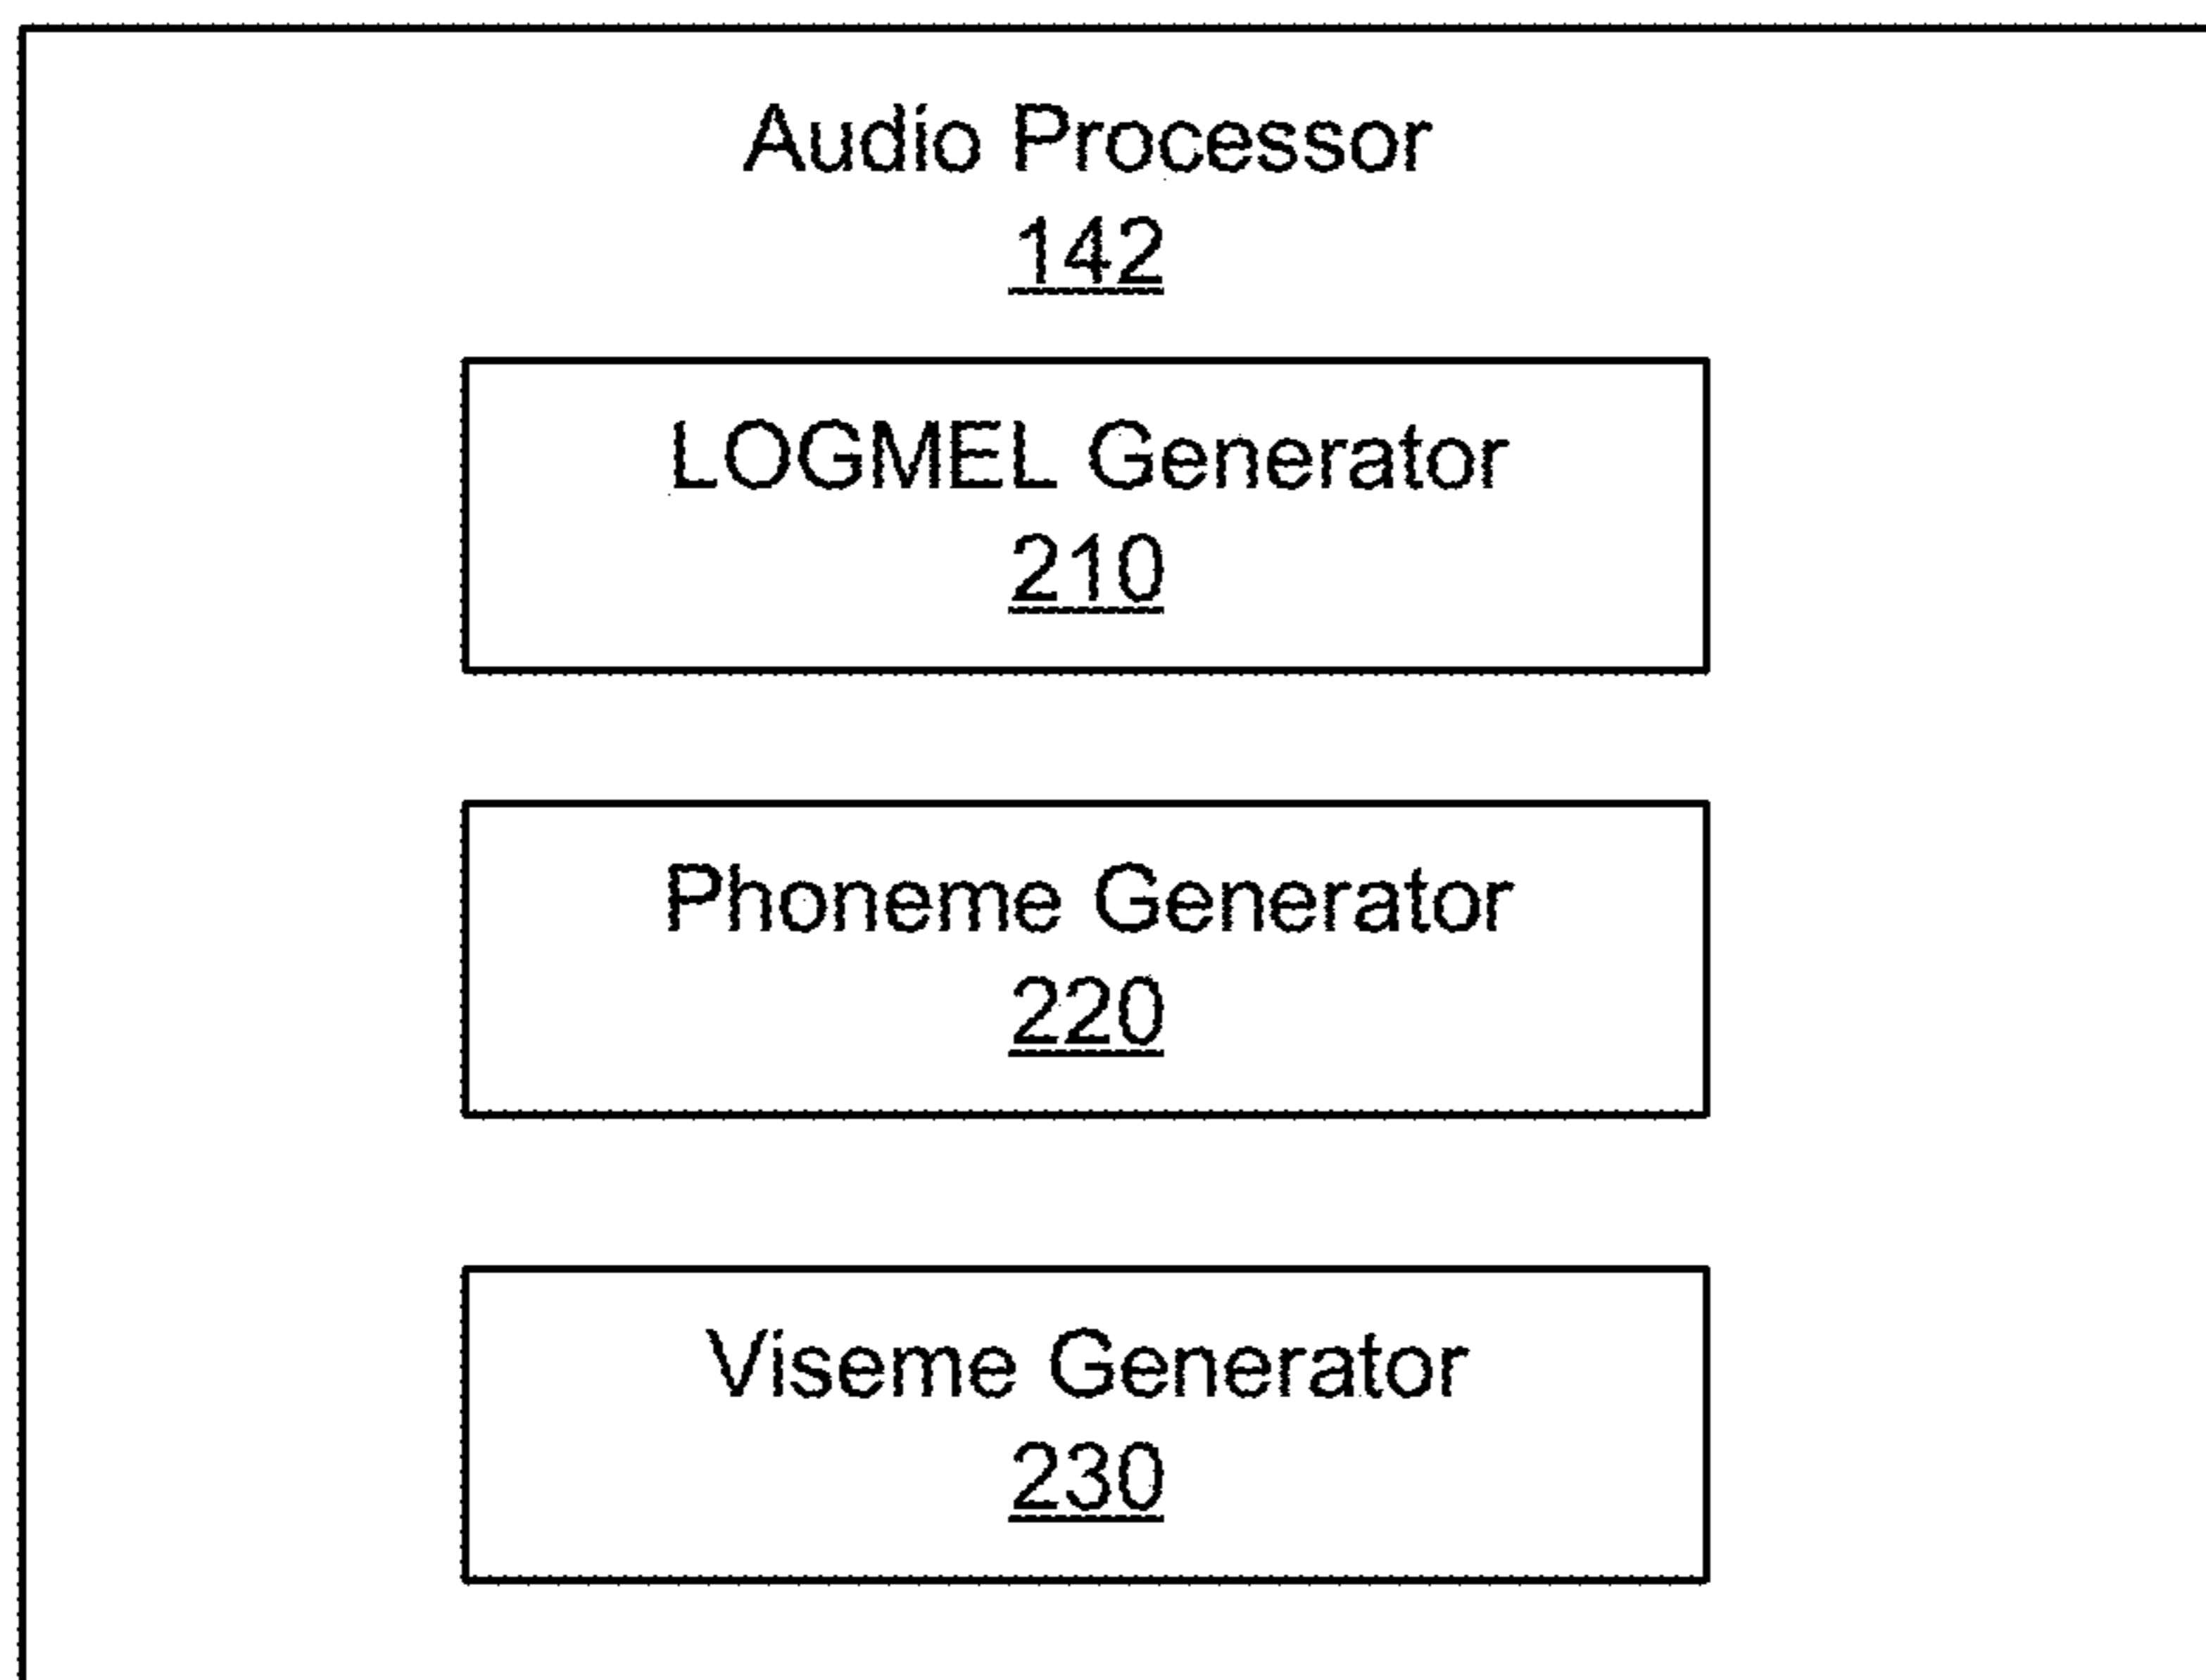 Audio Processor
142
LOGMEL Generator
210
Phoneme Generator
220
Viseme Generator
230